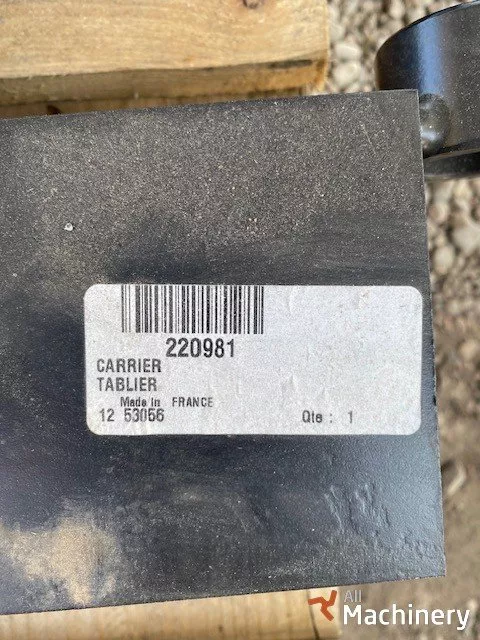 220981
CARRIER
TABLIER
Made in FRANCE
12 53056 Qte : 1
All
Machinery